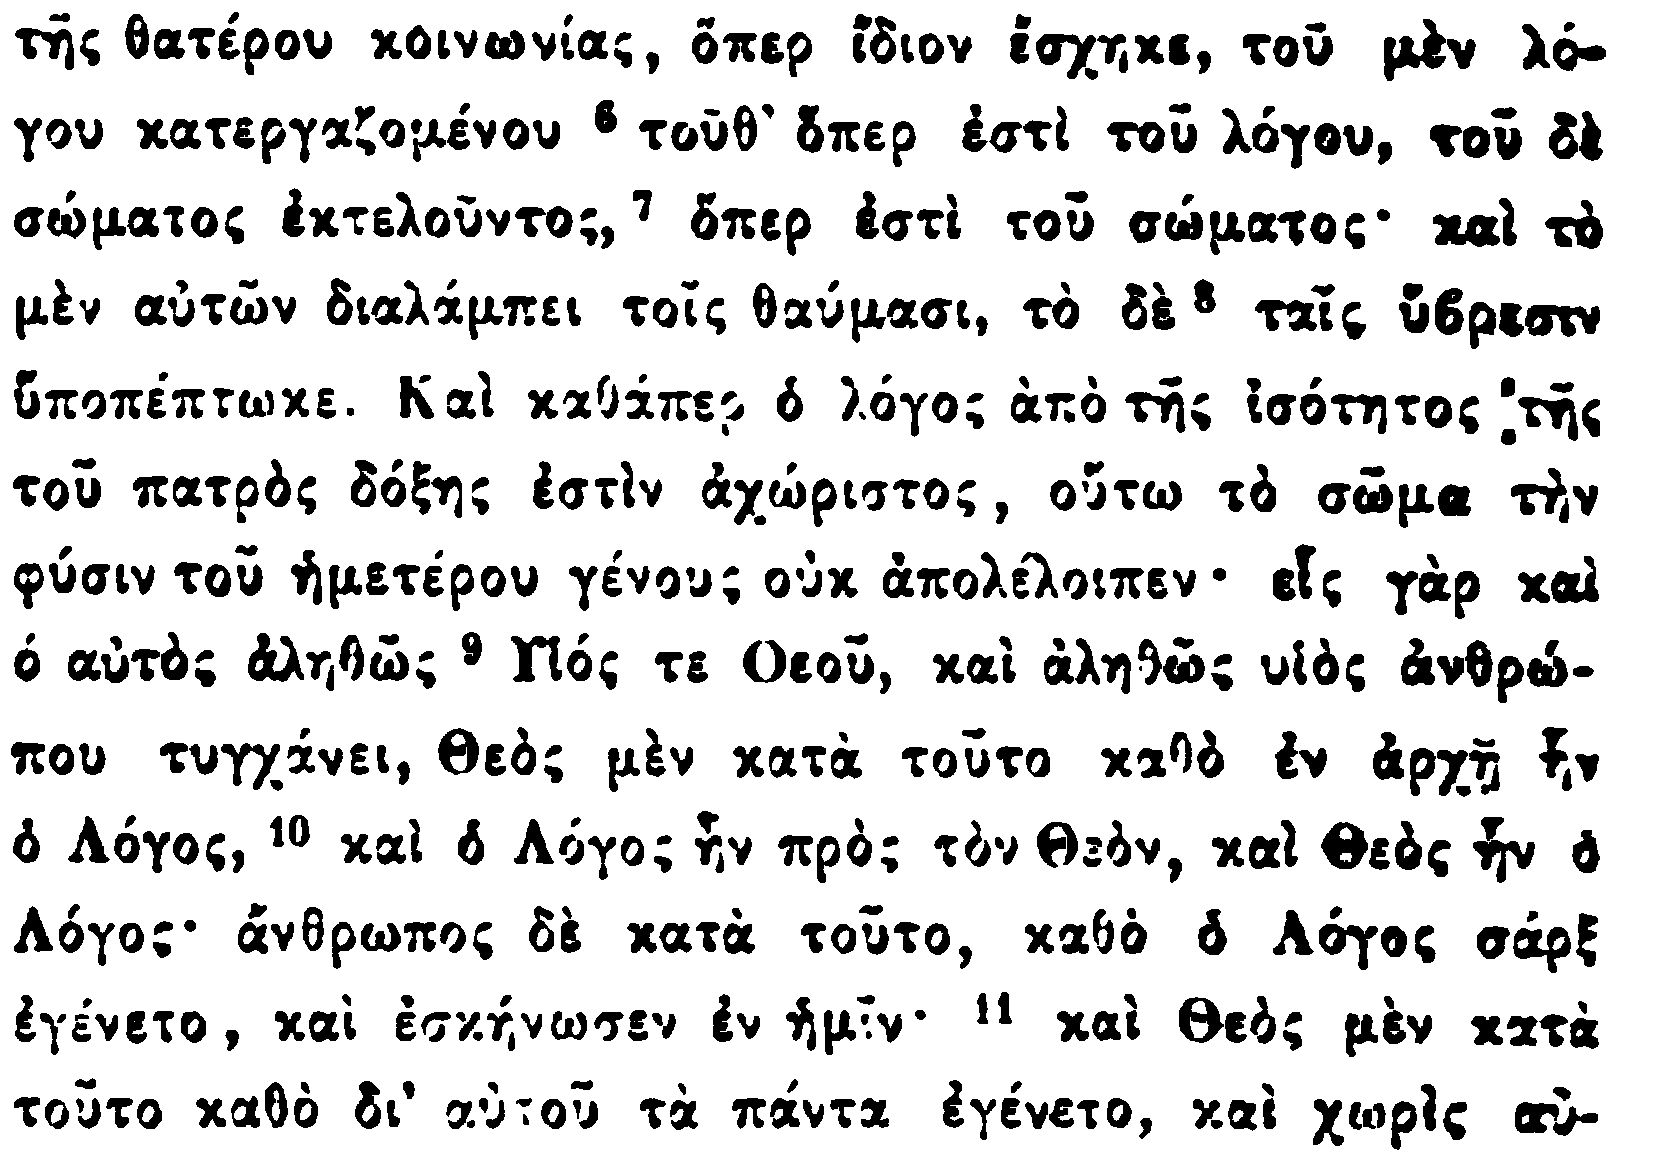 τῆς θατέρου κοινωνίας, ὅπερ ἴδιον ἔσχηκε, τοῦ μὲν λό-
γου κατεργαζομένου ⁶ τοῦθ᾽ ὅπερ ἐστὶ τοῦ λόγου, τοῦ δὲ
σώματος ἐκτελοῦντος, ⁷ ὅπερ ἐστὶ τοῦ σώματος· καὶ τὸ
μὲν αὐτῶν διαλάμπει τοῖς θαύμασι, τὸ δὲ ⁸ ταῖς ὕβρεσιν
ὑποπέπτωκε. Καὶ καθάπερ ὁ λόγος ἀπὸ τῆς ἰσότητος τῆς
τοῦ πατρὸς δόξης ἐστὶν ἀχώριστος, οὕτω τὸ σῶμα τὴν
φύσιν τοῦ ἡμετέρου γένους οὐκ ἀπολέλοιπεν· εἷς γὰρ καὶ
ὁ αὐτὸς ἀληθῶς ⁹ Υἱός τε Θεοῦ, καὶ ἀληθῶς υἱὸς ἀνθρώ-
που τυγχάνει, Θεὸς μὲν κατὰ τοῦτο καθὸ ἐν ἀρχῇ ἦν
ὁ Λόγος, ¹⁰ καὶ ὁ Λόγος ἦν πρὸς τὸν Θεὸν, καὶ Θεὸς ἦν ὁ
Λόγος· ἄνθρωπος δὲ κατὰ τοῦτο, καθὸ ὁ Λόγος σάρξ
ἐγένετο, καὶ ἐσκήνωσεν ἐν ἡμῖν· ¹¹ καὶ Θεὸς μὲν κατὰ
τοῦτο καθὸ δι᾽ αὐτοῦ τὰ πάντα ἐγένετο, καὶ χωρὶς αὐ-